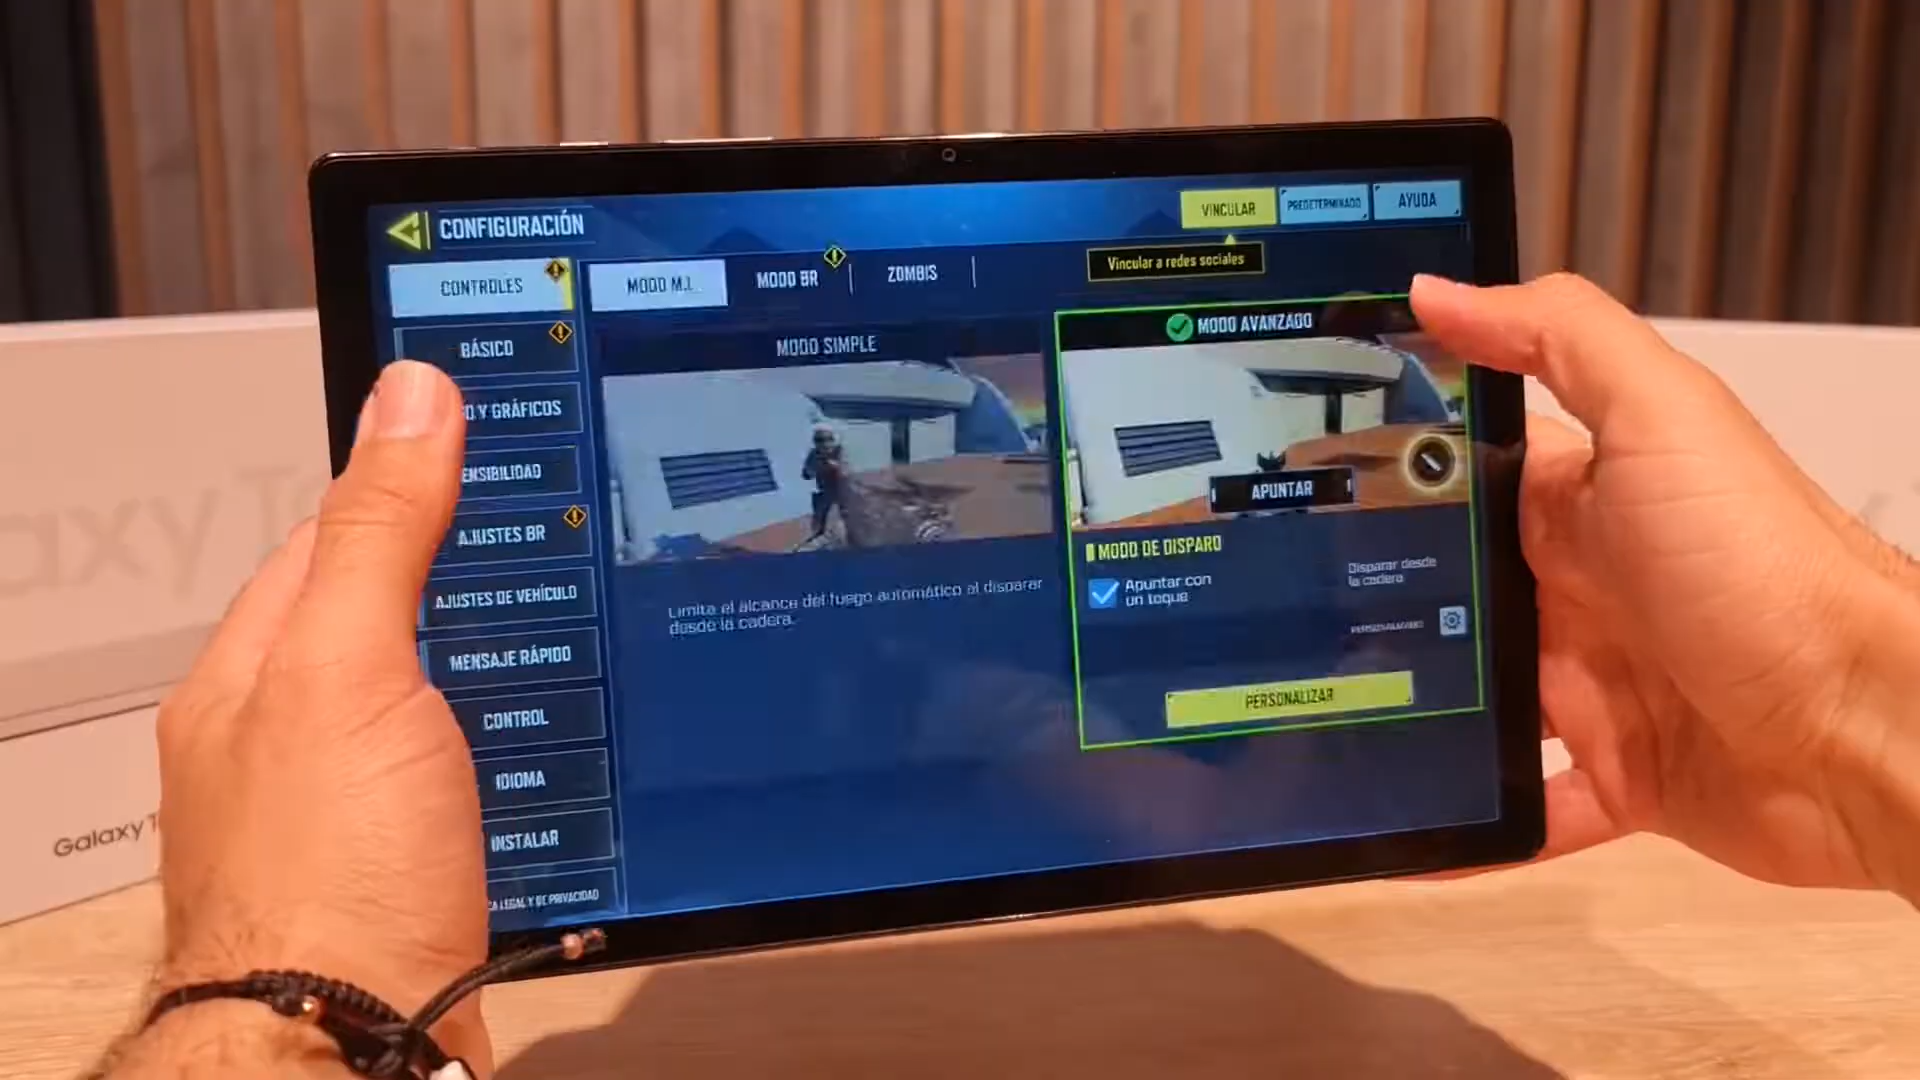 CONFIGURACIÓN
VINCULAR
PREDETERMINADO
AYUDA
Vincular a redes sociales
CONTROLES
BÁSICO
Y GRÁFICOS
ENSIBILIDAD
AJUSTES BR
AJUSTES DE VEHÍCULO
MENSAJE RÁPIDO
CONTROL
IDIOMA
INSTALAR
LEGAL Y DE PRIVACIDAD
MODO M.J.
MODO BR
ZOMBIS
MODO SIMPLE
Limita el alcance del fuego automático al disparar
desde la cadera.
MODO AVANZADO
APUNTAR
MODO DE DISPARO
Apuntar con
un toque
Disparar desde
la cadera
PERSONALIZAR
axy T
Galaxy T